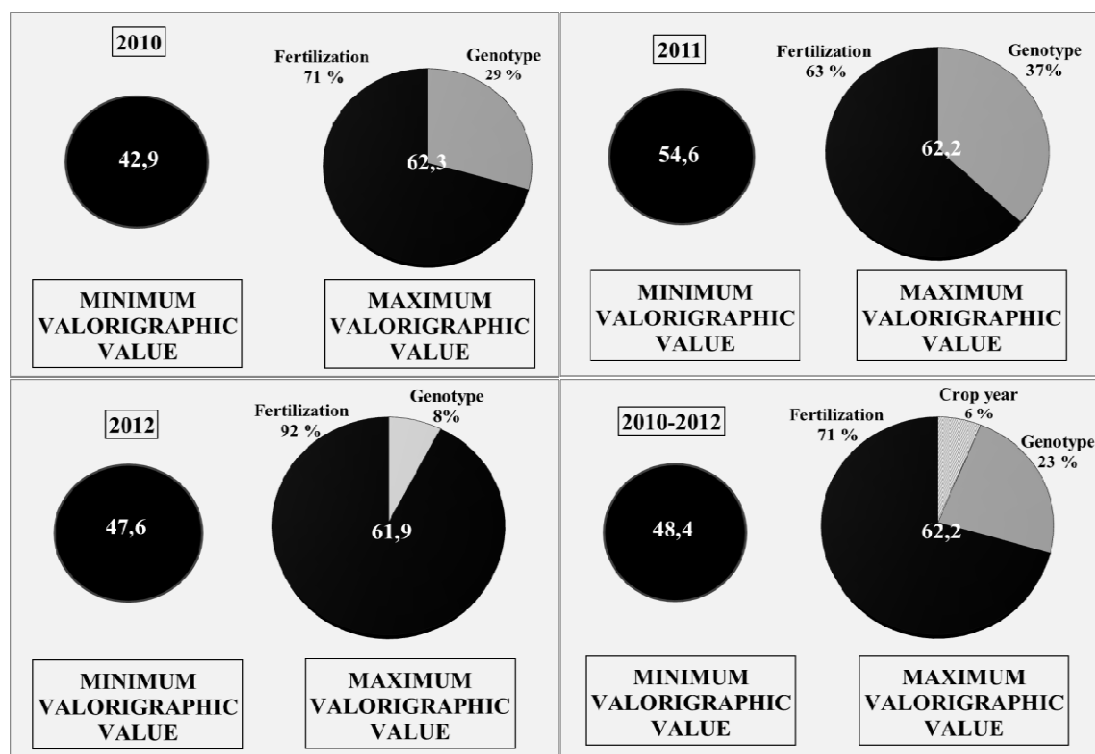 2010
Fertilization
71 %
Genotype
29 %
42,9
62,3
MINIMUM
VALORIGRAPHIC
VALUE
MAXIMUM
VALORIGRAPHIC
VALUE
2011
Fertilization
63 %
Genotype
37%
54,6
62,2
MINIMUM
VALORIGRAPHIC
VALUE
MAXIMUM
VALORIGRAPHIC
VALUE
2012
Fertilization
92 %
Genotype
8%
47,6
61,9
MINIMUM
VALORIGRAPHIC
VALUE
MAXIMUM
VALORIGRAPHIC
VALUE
2010-2012
Fertilization
71 %
Crop year
6 %
Genotype
23 %
48,4
62,2
MINIMUM
VALORIGRAPHIC
VALUE
MAXIMUM
VALORIGRAPHIC
VALUE